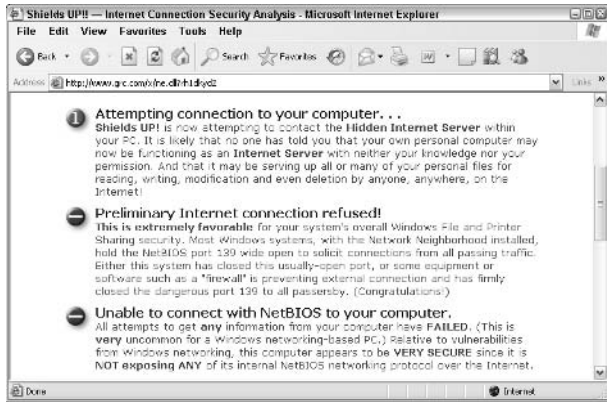 Shields UP!! — Internet Connection Security Analysis - Microsoft Internet Explorer
File Edit View Favorites Tools Help
Back Search Favorites
Address http://www.grc.com/x/ne.dll?rh1dkyd2 Links »
1 Attempting connection to your computer. . .
Shields UP! is now attempting to contact the Hidden Internet Server within
your PC. It is likely that no one has told you that your own personal computer may
now be functioning as an Internet Server with neither your knowledge nor your
permission. And that it may be serving up all or many of your personal files for
reading, writing, modification and even deletion by anyone, anywhere, on the
Internet!
Preliminary Internet connection refused!
This is extremely favorable for your system's overall Windows File and Printer
Sharing security. Most Windows systems, with the Network Neighborhood installed,
hold the NetBIOS port 139 wide open to solicit connections from all passing traffic.
Either this system has closed this usually-open port, or some equipment or
software such as a "firewall" is preventing external connection and has firmly
closed the dangerous port 139 to all passersby. (Congratulations!)
Unable to connect with NetBIOS to your computer.
All attempts to get any information from your computer have FAILED. (This is
very uncommon for a Windows networking-based PC.) Relative to vulnerabilities
from Windows networking, this computer appears to be VERY SECURE since it is
NOT exposing ANY of its internal NetBIOS networking protocol over the Internet.
Done Internet